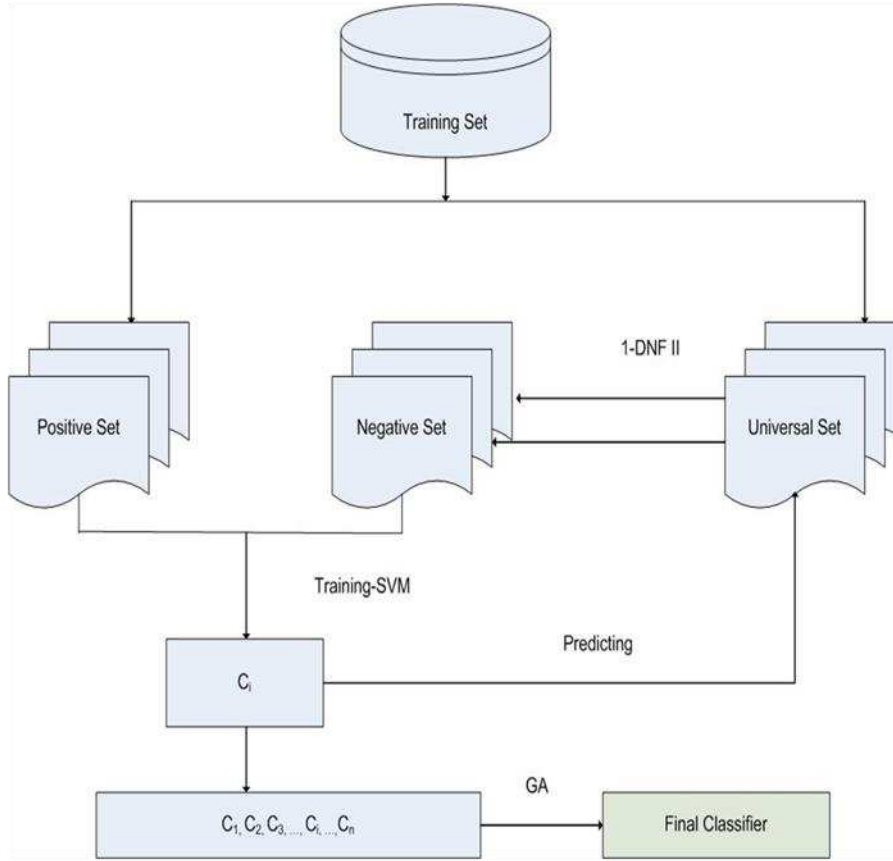 Training Set
1-DNF II
Positive Set
Negative Set
Universal Set
Training-SVM
Predicting
Cᵢ
GA
C₁, C₂, C₃, ..., Cᵢ, ...,Cₙ
Final Classifier